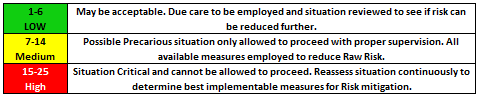 1-6
LOW
May be acceptable. Due care to be employed and situation reviewed to see if risk can
be reduced further.
7-14
Medium
Possible Precarious situation only allowed to proceed with proper supervision. All
available measures employed to reduce Raw Risk.
15-25
High
Situation Critical and cannot be allowed to proceed. Reassess situation continuously to
determine best implementable measures for Risk mitigation.